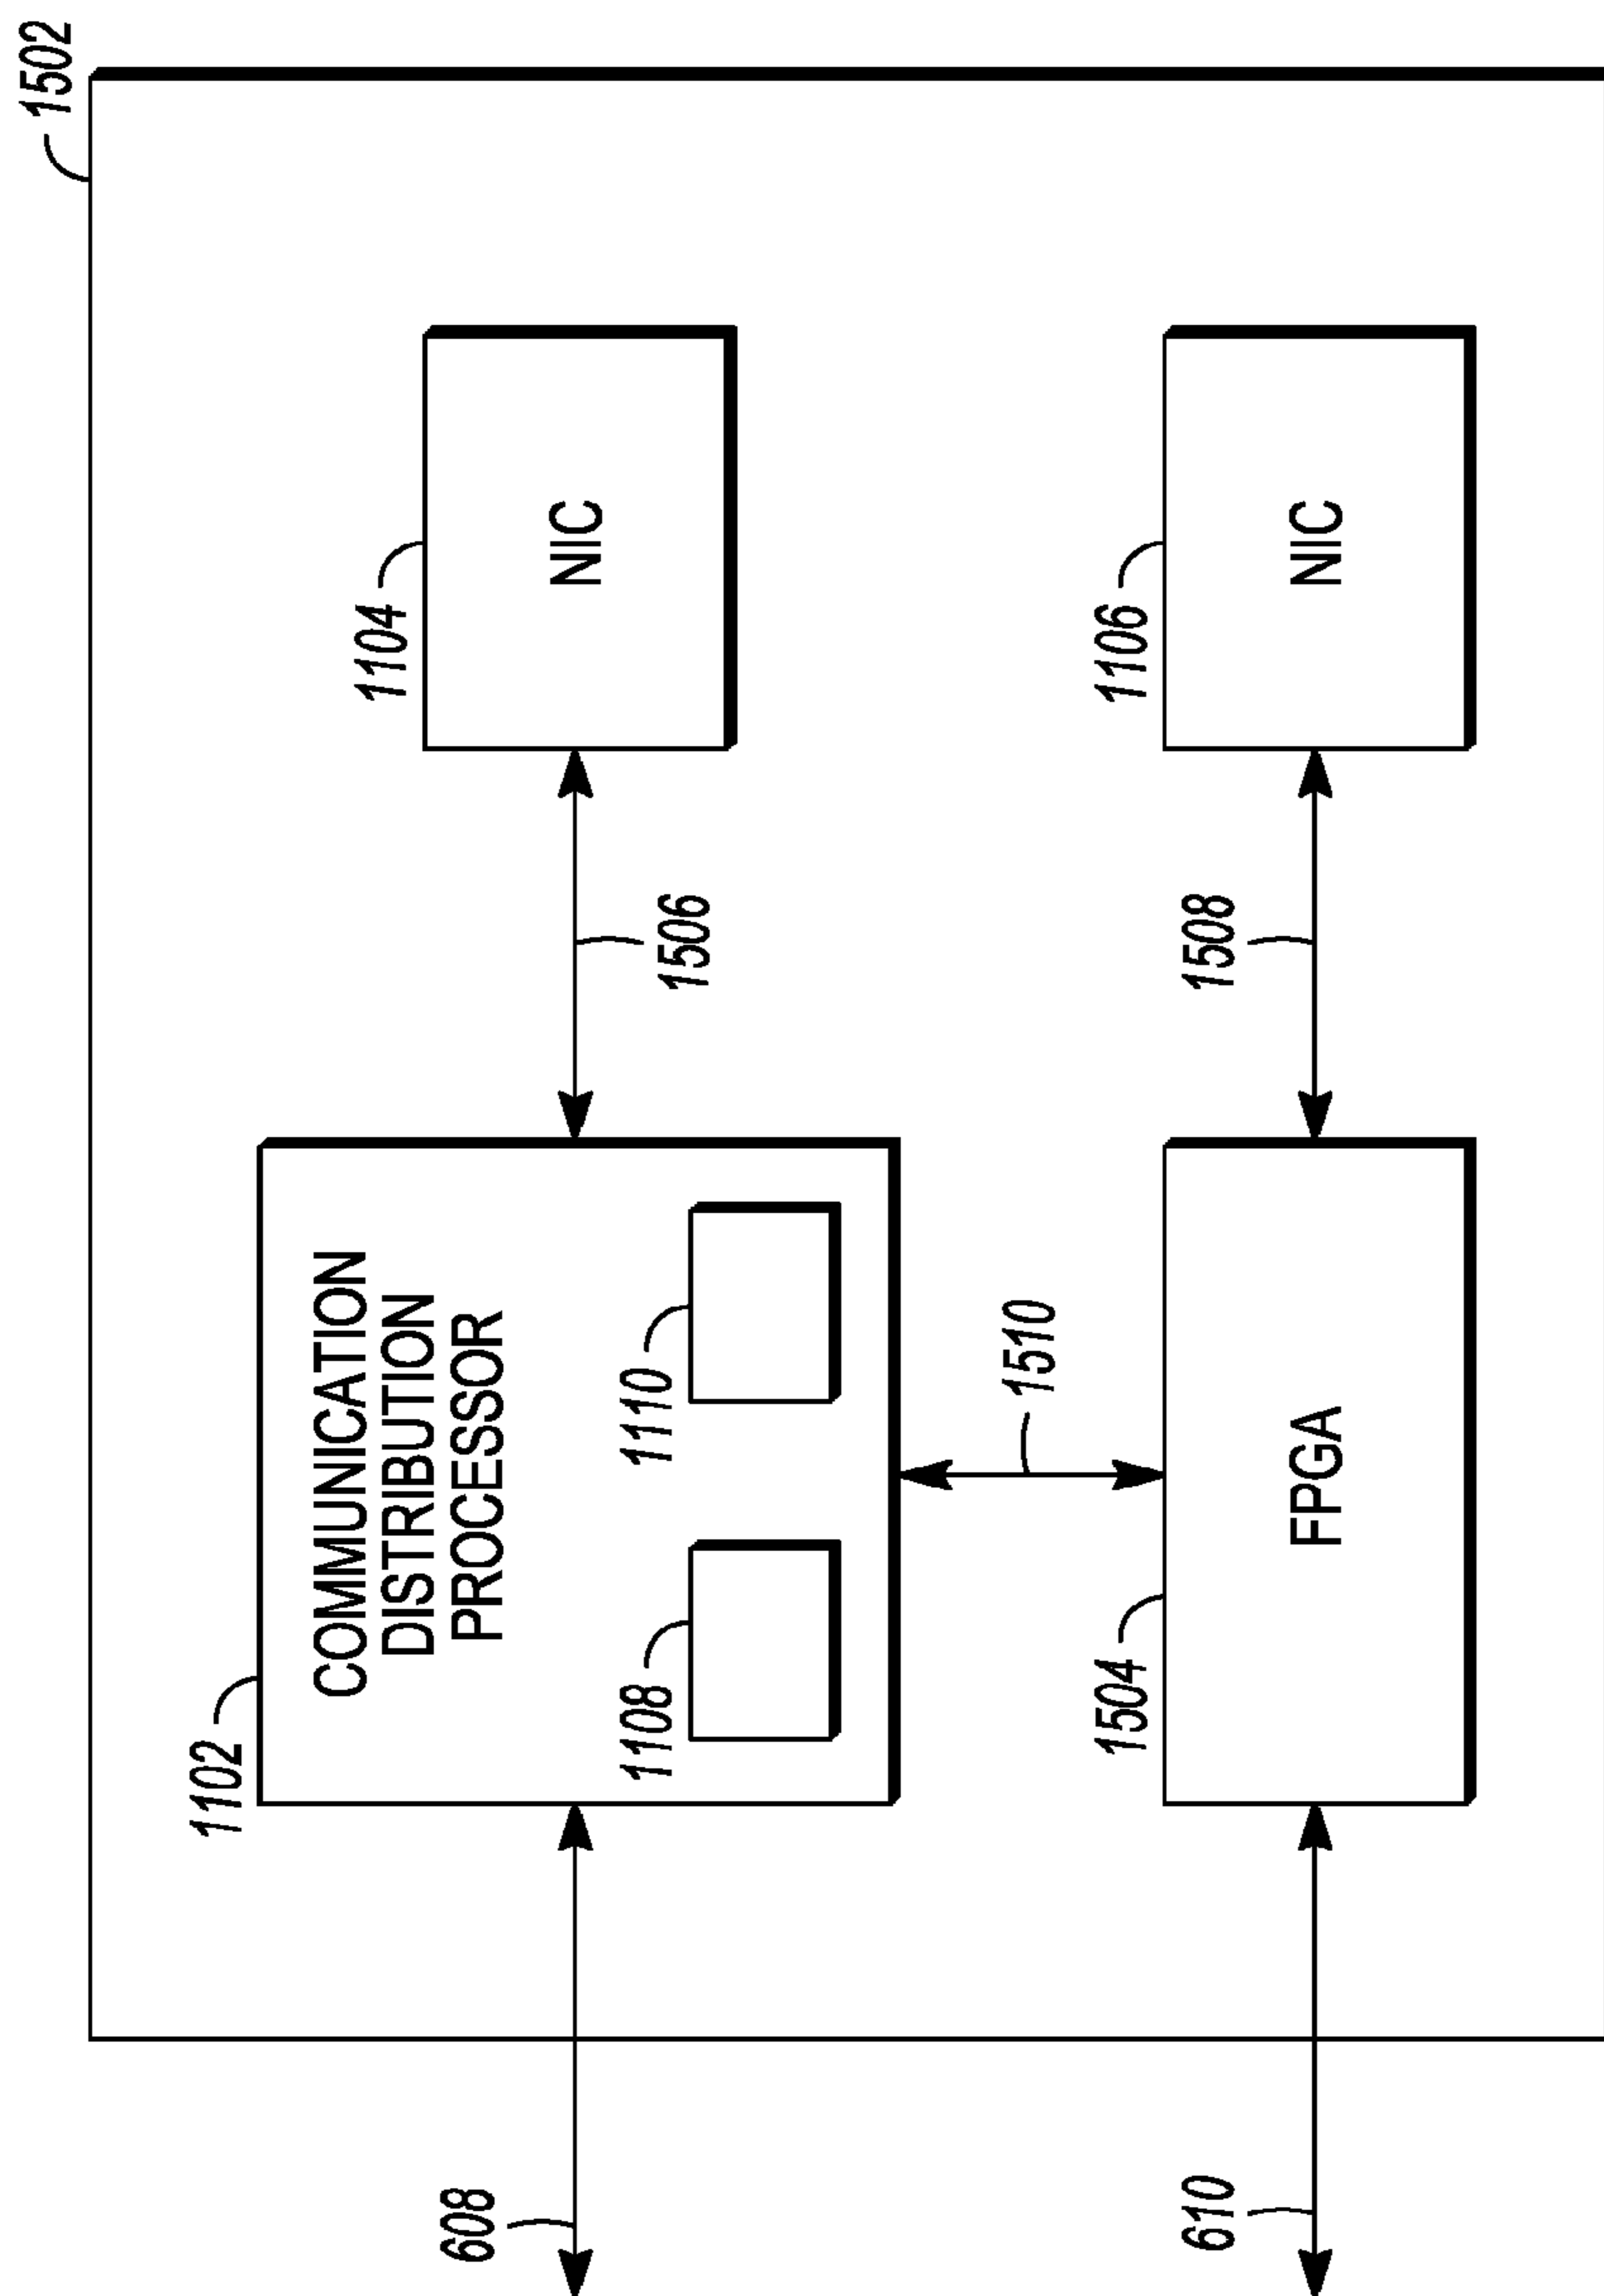 1502
1102
COMMUNICATION
DISTRIBUTION
PROCESSOR
1108
1110
608
1506
1104
NIC
1510
1504
FPGA
610
1508
1106
NIC